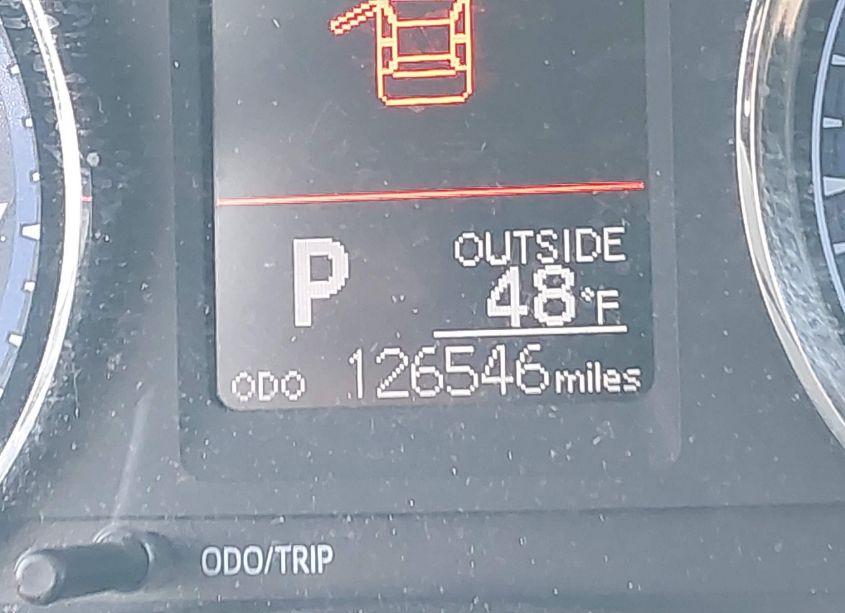 P
OUTSIDE
48°F
ODO 126546 miles
ODO/TRIP